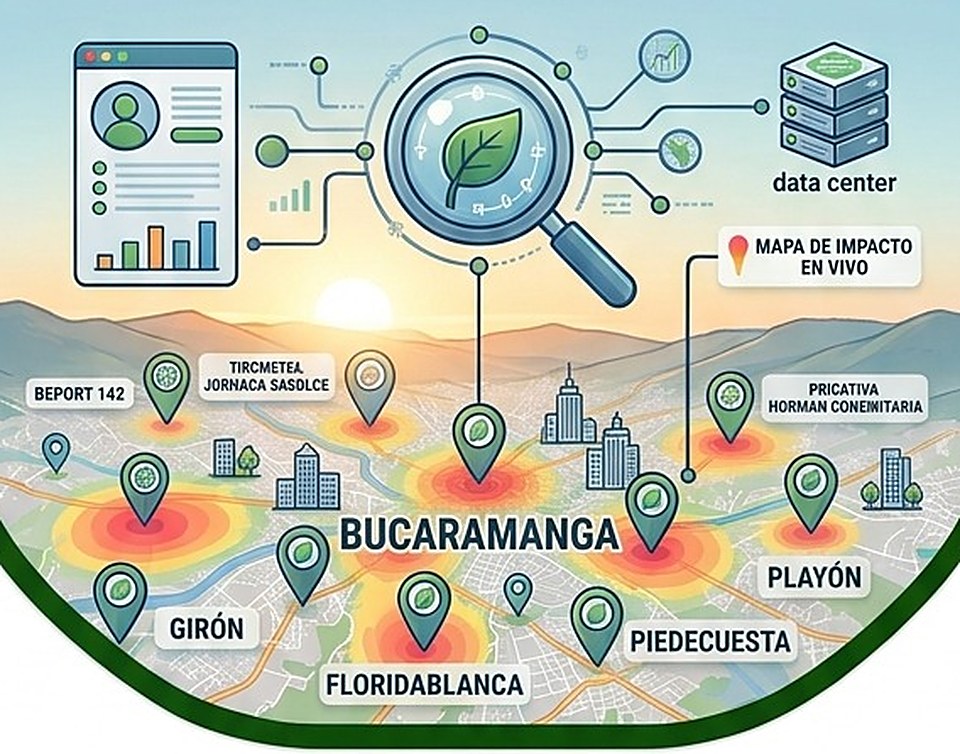 data center
MAPA DE IMPACTO
EN VIVO
TIRCMETEA,
JORNACA SASDLCE
BEPORT 142
PRICATIVA
HORMAN CONEMNITARIA
BUCARAMANGA
PLAYÓN
GIRÓN
PIEDECUESTA
FLORIDABLANCA